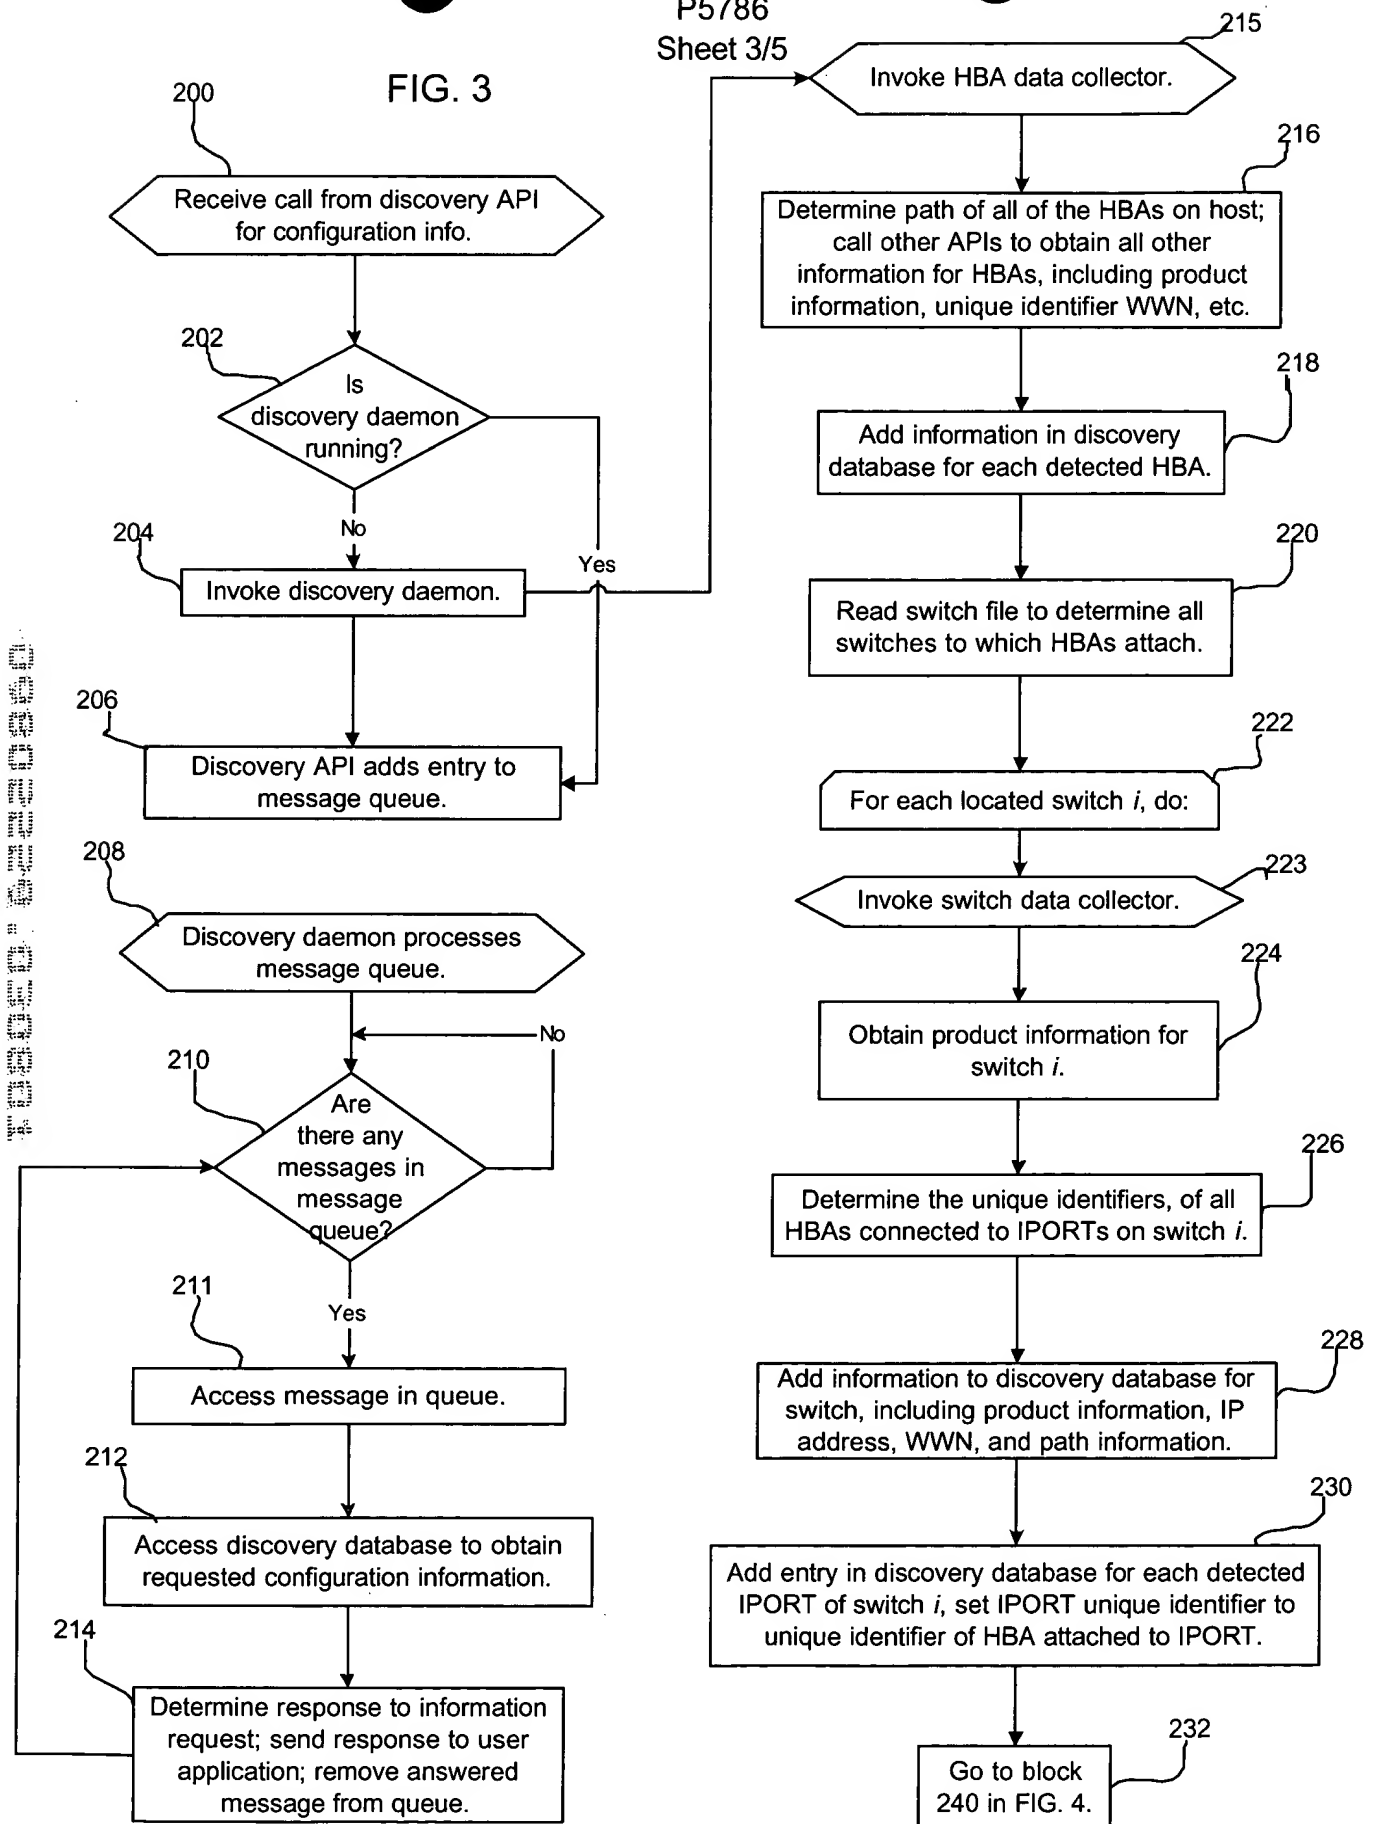 P5786
Sheet 3/5
FIG. 3
200
Receive call from discovery API
for configuration info.
202
Is
discovery daemon
running?
No
Yes
204
Invoke discovery daemon.
206
Discovery API adds entry to
message queue.
208
Discovery daemon processes
message queue.
No
210
Are
there any
messages in
message
queue?
Yes
211
Access message in queue.
212
Access discovery database to obtain
requested configuration information.
214
Determine response to information
request; send response to user
application; remove answered
message from queue.
215
Invoke HBA data collector.
216
Determine path of all of the HBAs on host;
call other APIs to obtain all other
information for HBAs, including product
information, unique identifier WWN, etc.
218
Add information in discovery
database for each detected HBA.
220
Read switch file to determine all
switches to which HBAs attach.
222
For each located switch i, do:
223
Invoke switch data collector.
224
Obtain product information for
switch i.
226
Determine the unique identifiers, of all
HBAs connected to IPORTs on switch i.
228
Add information to discovery database for
switch, including product information, IP
address, WWN, and path information.
230
Add entry in discovery database for each detected
IPORT of switch i, set IPORT unique identifier to
unique identifier of HBA attached to IPORT.
232
Go to block
240 in FIG. 4.